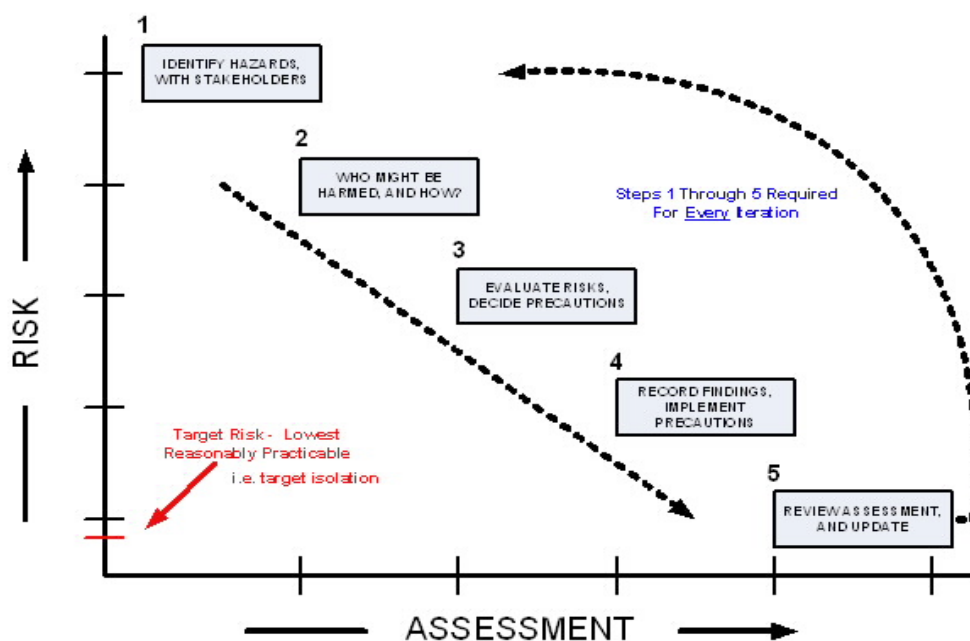 1
IDENTIFY HAZARDS,
WITH STAKEHOLDERS
2
WHO MIGHT BE
HARMED, AND HOW?
Steps 1 Through 5 Required
For Every Iteration
3
EVALUATE RISKS,
DECIDE PRECAUTIONS
RISK
4
RECORD FINDINGS,
IMPLEMENT
PRECAUTIONS
Target Risk - Lowest
Reasonably Practicable
i.e. target isolation
5
REVIEW ASSESSMENT,
AND UPDATE
ASSESSMENT